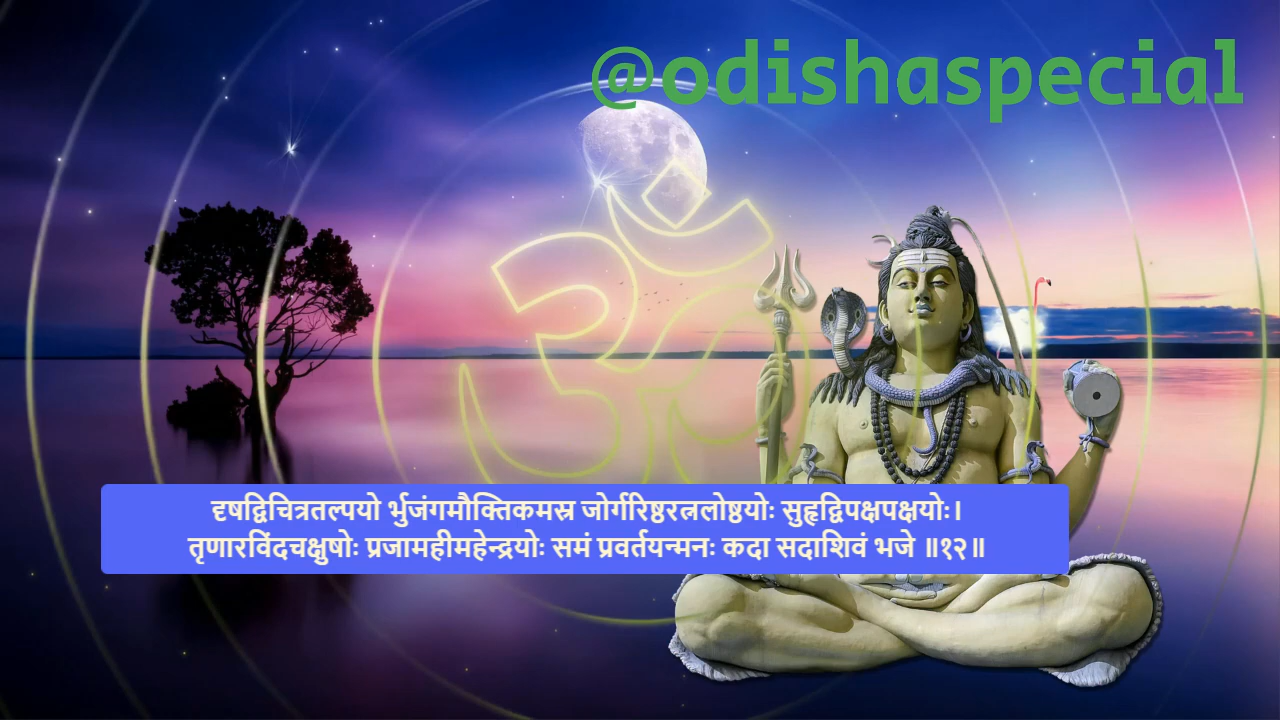 @odishaspecial
दृषद्विचित्रतल्पयो र्भुजंगमौक्तिकमस्र जोर्गरिष्ठरत्नलोष्ठयोः सुहृद्विपक्षपक्षयोः।
तृणारविंदचक्षुषोः प्रजामहीमहेन्द्रयोः समं प्रवर्तयन्मनः कदा सदाशिवं भजे ॥१२॥
ॐ